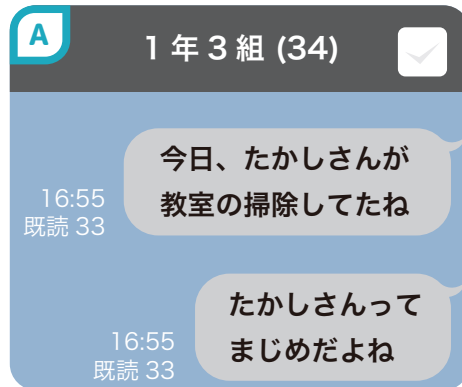 A
1年3組 (34)
今日、たかしさんが
教室の掃除してたね
16:55
既読 33
たかしさんって
まじめだよね
16:55
既読 33